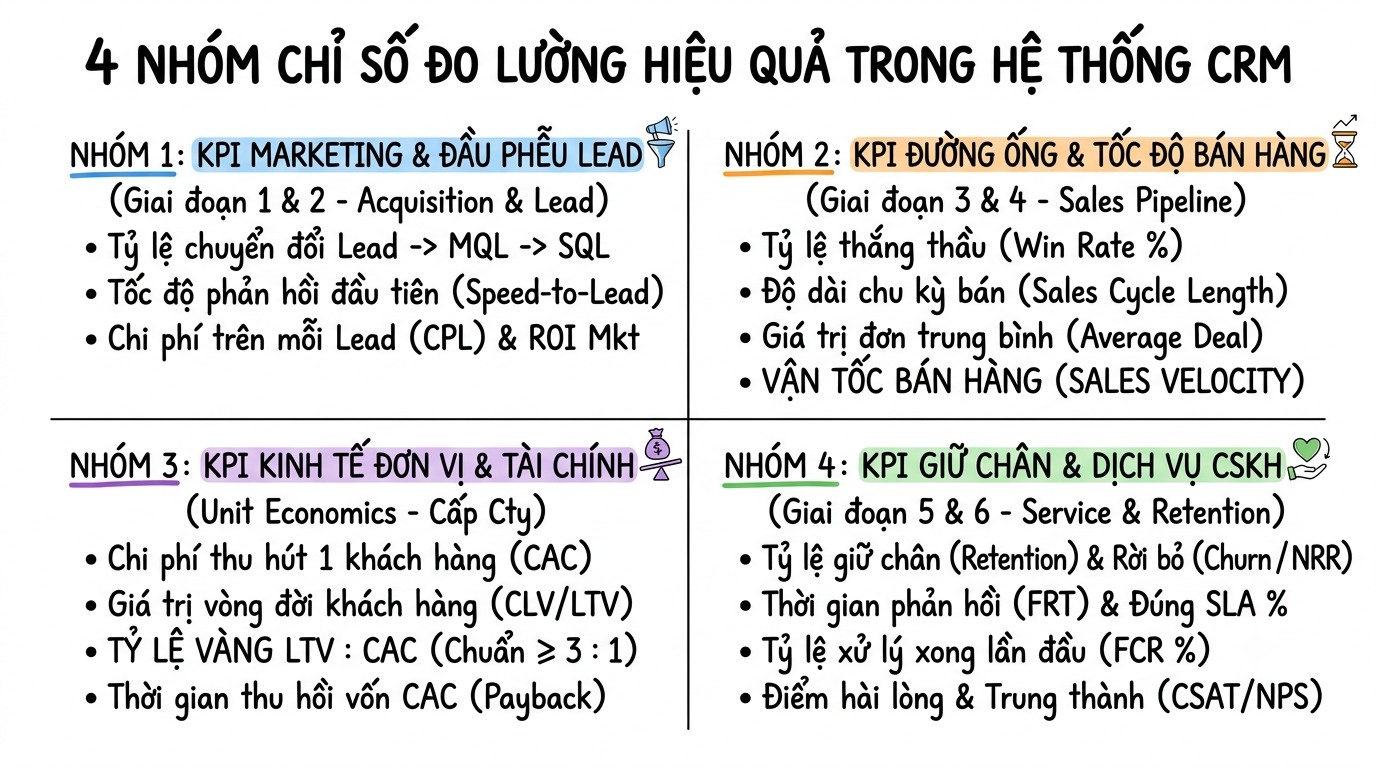 4 NHÓM CHỈ SỐ ĐO LƯỜNG HIỆU QUẢ TRONG HỆ THỐNG CRM
NHÓM 1: KPI MARKETING & ĐẦU PHỄU LEAD
(Giai đoạn 1 & 2 - Acquisition & Lead)
• Tỷ lệ chuyển đổi Lead -> MQL -> SQL
• Tốc độ phản hồi đầu tiên (Speed-to-Lead)
• Chi phí trên mỗi Lead (CPL) & ROI Mkt
NHÓM 2: KPI ĐƯỜNG ỐNG & TỐC ĐỘ BÁN HÀNG
(Giai đoạn 3 & 4 - Sales Pipeline)
• Tỷ lệ thắng thầu (Win Rate %)
• Độ dài chu kỳ bán (Sales Cycle Length)
• Giá trị đơn trung bình (Average Deal)
• VẬN TỐC BÁN HÀNG (SALES VELOCITY)
NHÓM 3: KPI KINH TẾ ĐƠN VỊ & TÀI CHÍNH
$
(Unit Economics - Cấp Cty)
• Chi phí thu hút 1 khách hàng (CAC)
• Giá trị vòng đời khách hàng (CLV/LTV)
• TỶ LỆ VÀNG LTV : CAC (Chuẩn ⩾ 3 : 1)
• Thời gian thu hồi vốn CAC (Payback)
NHÓM 4: KPI GIỮ CHÂN & DỊCH VỤ CSKH
(Giai đoạn 5 & 6 - Service & Retention)
• Tỷ lệ giữ chân (Retention) & Rời bỏ (Churn/NRR)
• Thời gian phản hồi (FRT) & Đúng SLA %
• Tỷ lệ xử lý xong lần đầu (FCR %)
• Điểm hài lòng & Trung thành (CSAT/NPS)